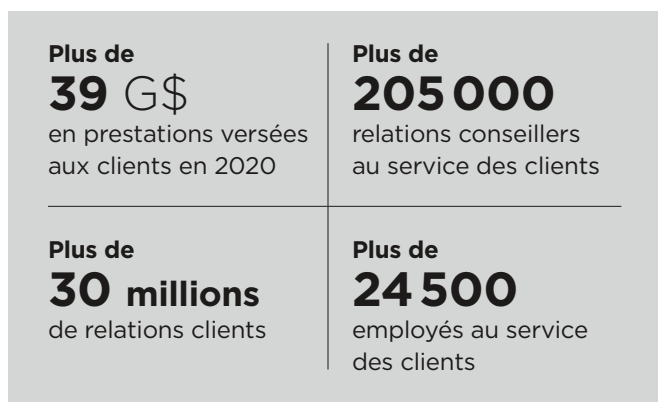 Plus de
39 G$
en prestations versées
aux clients en 2020
Plus de
205 000
relations conseillers
au service des clients
Plus de
30 millions
de relations clients
Plus de
24 500
employés au service
des clients